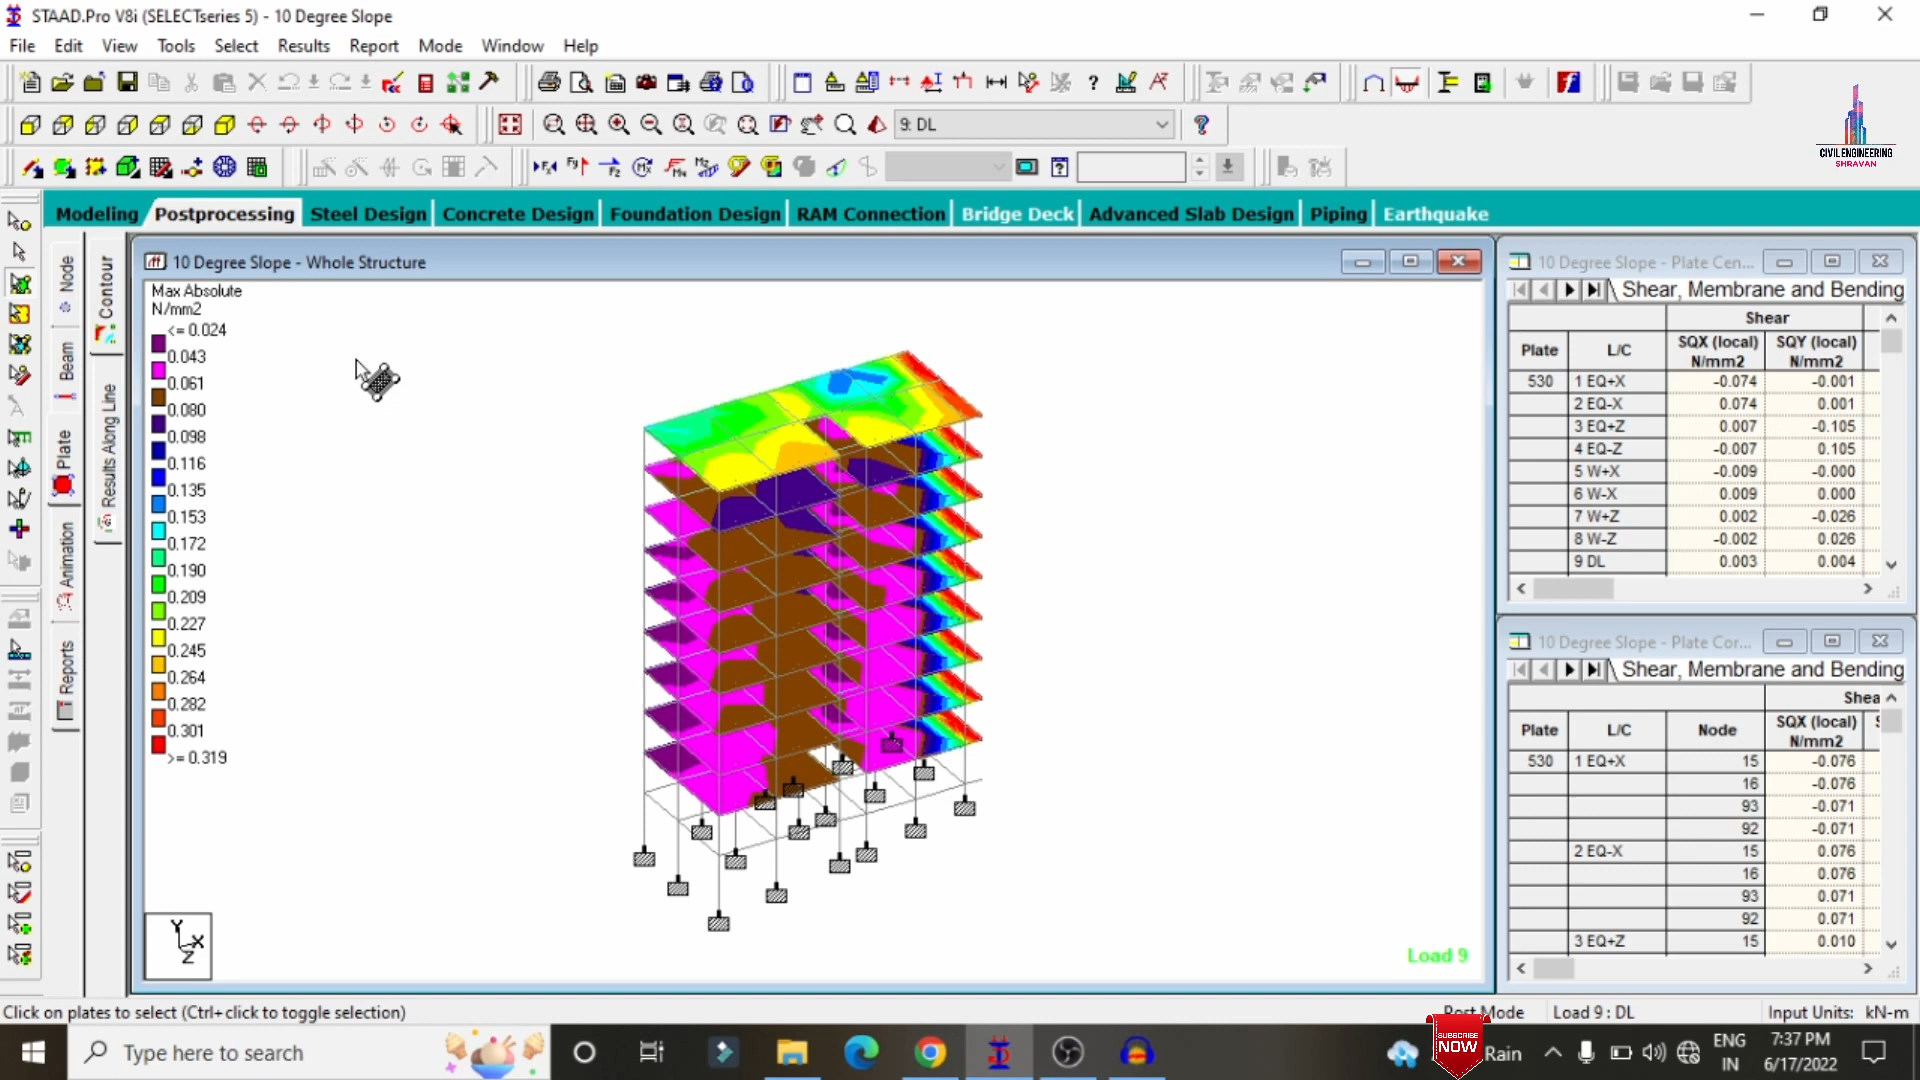 STAAD.Pro V8i (SELECTseries 5) - 10 Degree Slope
File Edit View Tools Select Results Report Mode Window Help
9: DL
CIVIL ENGINEERING
SHRAVAN
Modeling Postprocessing Steel Design Concrete Design Foundation Design RAM Connection Bridge Deck Advanced Slab Design Piping Earthquake
Node
Beam
Plate
Animation
Reports
Contour
Results Along Line
10 Degree Slope - Whole Structure
Max Absolute
N/mm2
<= 0.024
0.043
0.061
0.080
0.098
0.116
0.135
0.153
0.172
0.190
0.209
0.227
0.245
0.264
0.282
0.301
>= 0.319
Y
X
Z
Load 9
10 Degree Slope - Plate Cen...
Shear, Membrane and Bending
Shear
Plate L/C SQX (local) N/mm2 SQY (local) N/mm2
530 1 EQ+X -0.074 -0.001
2 EQ-X 0.074 0.001
3 EQ+Z 0.007 -0.105
4 EQ-Z -0.007 0.105
5 W+X -0.009 -0.000
6 W-X 0.009 0.000
7 W+Z 0.002 -0.026
8 W-Z -0.002 0.026
9 DL 0.003 0.004
10 Degree Slope - Plate Cor...
Shear, Membrane and Bending
Shea
Plate L/C Node SQX (local) N/mm2
530 1 EQ+X 15 -0.076
16 -0.076
93 -0.071
92 -0.071
2 EQ-X 15 0.076
16 0.076
93 0.071
92 0.071
3 EQ+Z 15 0.010
Click on plates to select (Ctrl+click to toggle selection)
Post Mode Load 9 : DL Input Units: kN-m
Type here to search
SUBSCRIBE
NOW
Rain
ENG
IN
7:37 PM
6/17/2022